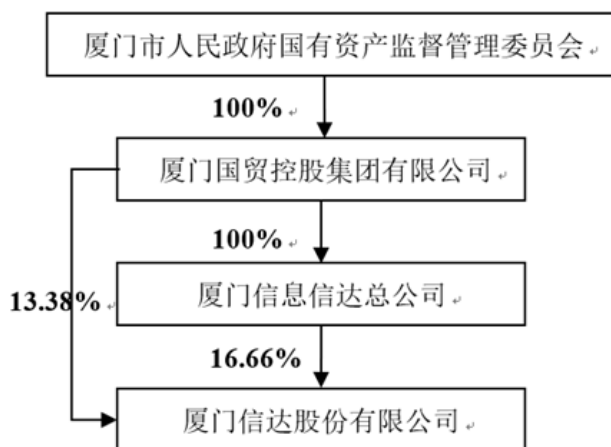 厦门市人民政府国有资产监督管理委员会
100%
厦门国贸控股集团有限公司
100%
厦门信息信达总公司
13.38%
16.66%
厦门信达股份有限公司